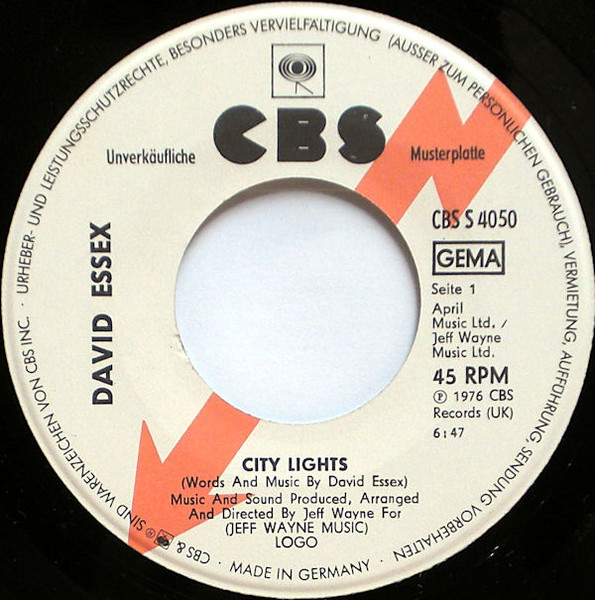 URHEBER- UND LEISTUNGSSCHUTZRECHTE, BESONDERS VERVIELFÄLTIGUNG (AUSSER ZUM PERSÖNLICHEN GEBRAUCH), VERMIETUNG, AUFFÜHRUNG, SENDUNG VORBEHALTEN
CBS
Unverkäufliche
Musterplatte
CBS S 4050
GEMA
Seite 1
April
Music Ltd. /
Jeff Wayne
Music Ltd.
45 RPM
℗ 1976 CBS
Records (UK)
6:47
DAVID ESSEX
CITY LIGHTS
(Words And Music By David Essex)
Music And Sound Produced, Arranged
And Directed By Jeff Wayne For
(JEFF WAYNE MUSIC)
LOGO
· MADE IN GERMANY ·
CBS & ® SIND WARENZEICHEN VON CBS INC. ·